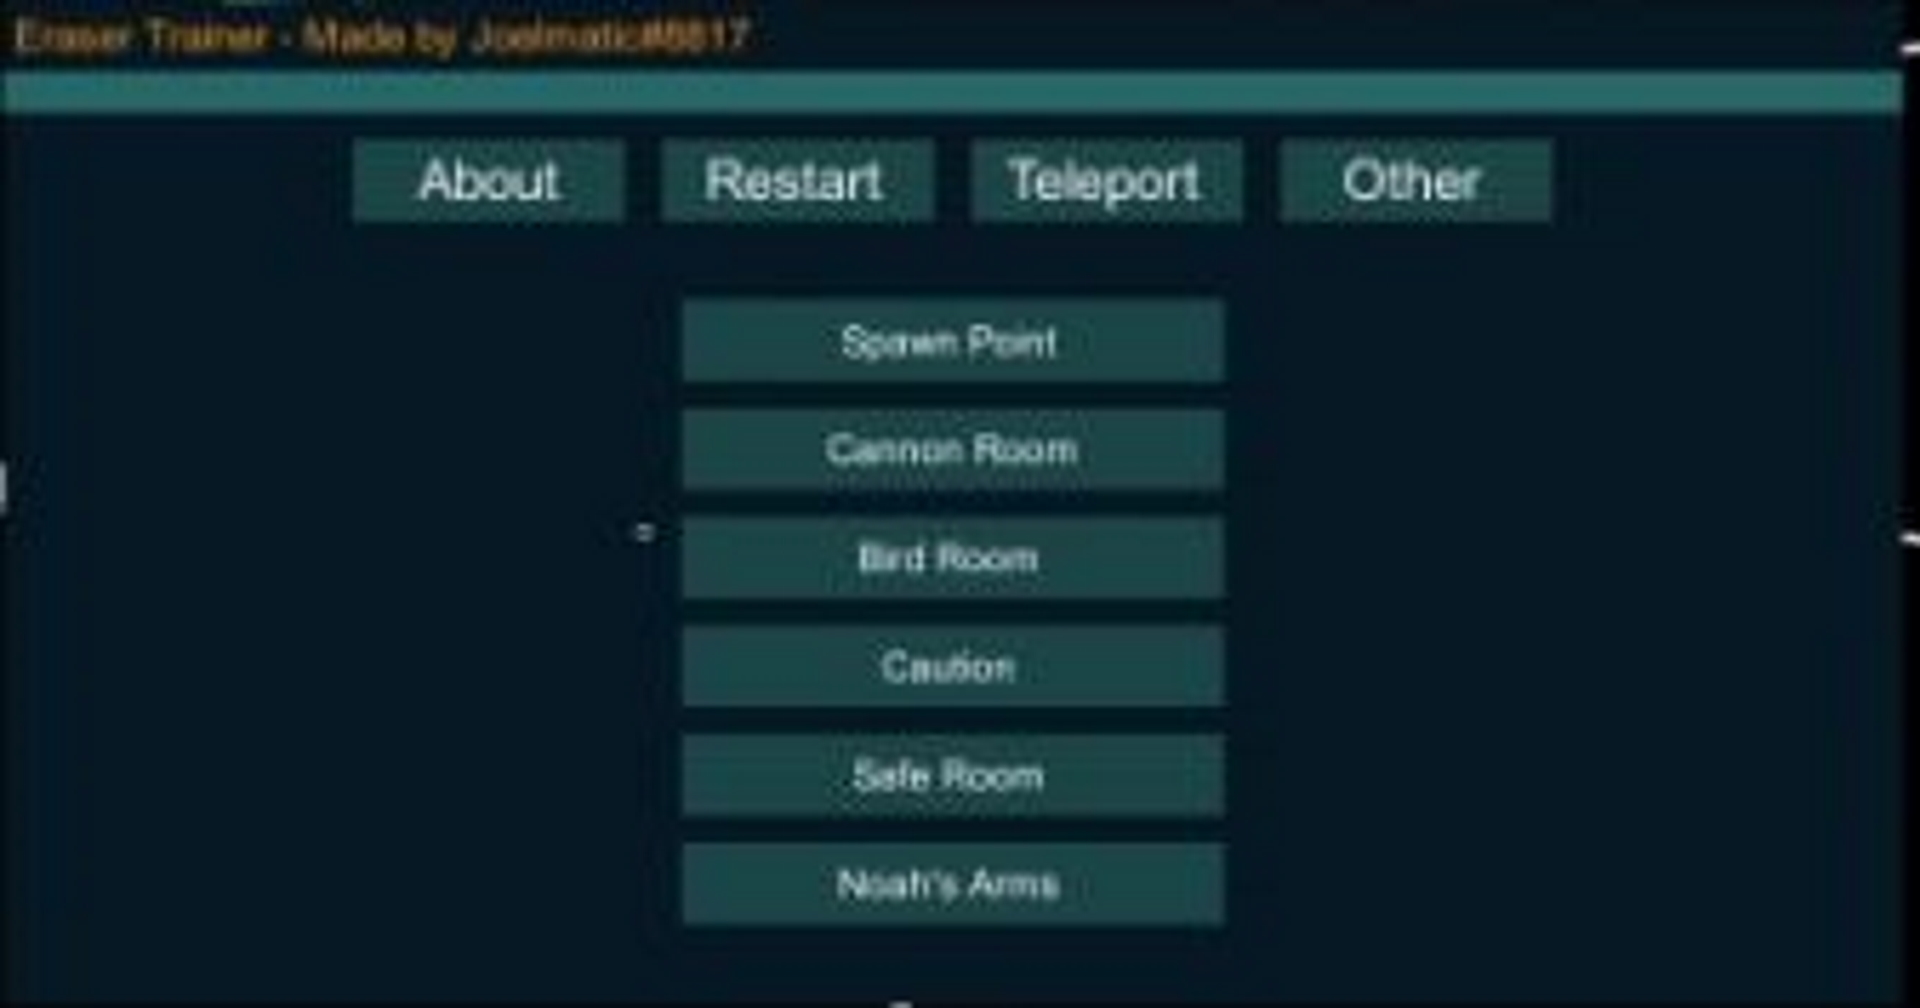 Eraser Trainer - Made by Joelmatic#8817
About Restart Teleport Other
Spawn Point
Cannon Room
Bird Room
Caution
Safe Room
Noah's Arms